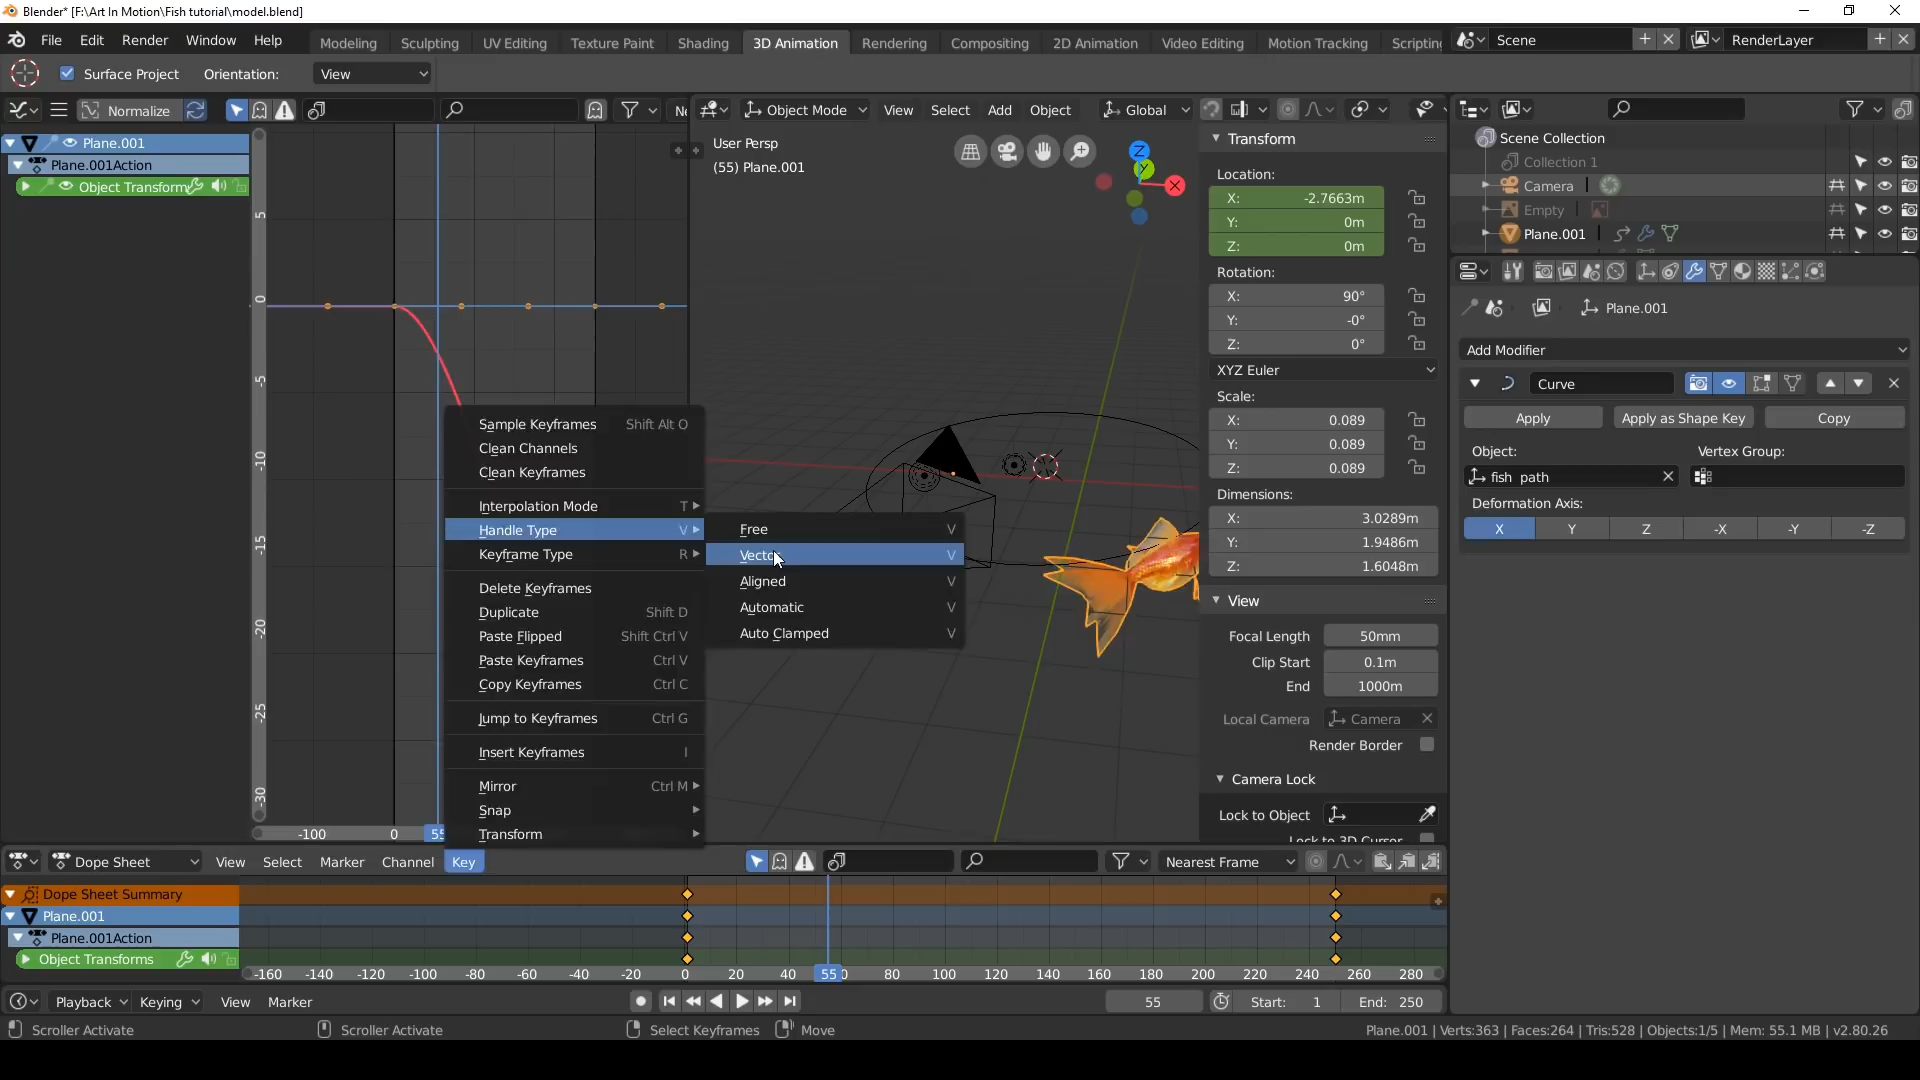 Blender* [F:\Art In Motion\Fish tutorial\model.blend]
File Edit Render Window Help
Modeling Sculpting UV Editing Texture Paint Shading 3D Animation Rendering Compositing 2D Animation Video Editing Motion Tracking Scripting
Scene
RenderLayer
Surface Project Orientation: View
Normalize
Object Mode View Select Add Object Global
Plane.001
Plane.001Action
Object Transform
5
0
-5
-10
-15
-20
-25
-30
-100 0 55
User Persp
(55) Plane.001
Z
Y
X
Sample Keyframes Shift Alt O
Clean Channels
Clean Keyframes
Interpolation Mode T
Handle Type V
Keyframe Type R
Delete Keyframes
Duplicate Shift D
Paste Flipped Shift Ctrl V
Paste Keyframes Ctrl V
Copy Keyframes Ctrl C
Jump to Keyframes Ctrl G
Insert Keyframes I
Mirror Ctrl M
Snap
Transform
Free V
Vector V
Aligned V
Automatic V
Auto Clamped V
Transform
Location:
X: -2.7663m
Y: 0m
Z: 0m
Rotation:
X: 90°
Y: -0°
Z: 0°
XYZ Euler
Scale:
X: 0.089
Y: 0.089
Z: 0.089
Dimensions:
X: 3.0289m
Y: 1.9486m
Z: 1.6048m
View
Focal Length 50mm
Clip Start 0.1m
End 1000m
Local Camera Camera
Render Border
Camera Lock
Lock to Object
Lock to 3D Cursor
Scene Collection
Collection 1
Camera
Empty
Plane.001
Plane.001
Add Modifier
Curve
Apply Apply as Shape Key Copy
Object: Vertex Group:
fish path
Deformation Axis:
X Y Z -X -Y -Z
Dope Sheet View Select Marker Channel Key
Nearest Frame
Dope Sheet Summary
Plane.001
Plane.001Action
Object Transforms
-160 -140 -120 -100 -80 -60 -40 -20 0 20 40 55 80 100 120 140 160 180 200 220 240 260 280
Playback Keying View Marker
55 Start: 1 End: 250
Scroller Activate Scroller Activate Select Keyframes Move
Plane.001 | Verts:363 | Faces:264 | Tris:528 | Objects:1/5 | Mem: 55.1 MB | v2.80.26